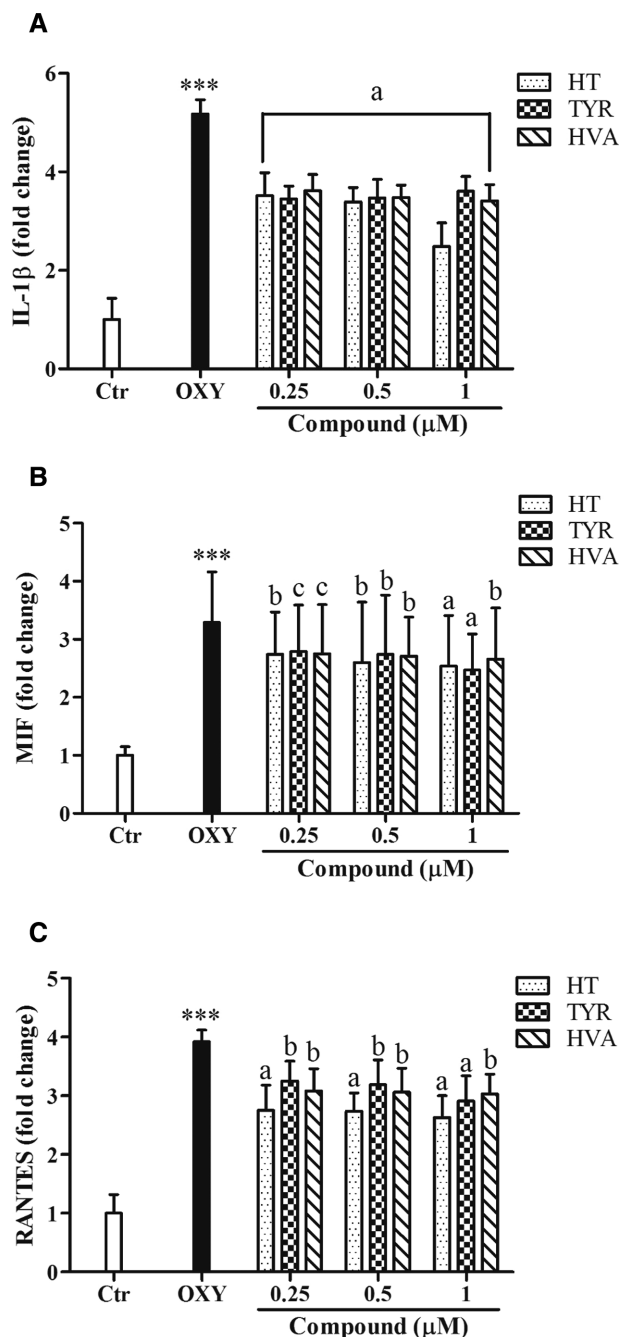 A
6
4
2
0
IL-1β (fold change)
***
a
HT
TYR
HVA
Ctr OXY 0.25 0.5 1
Compound (μM)
B
5
4
3
2
1
0
MIF (fold change)
***
b c c b b b a a b
HT
TYR
HVA
Ctr OXY 0.25 0.5 1
Compound (μM)
C
5
4
3
2
1
0
RANTES (fold change)
***
a b b a b b a a b
HT
TYR
HVA
Ctr OXY 0.25 0.5 1
Compound (μM)